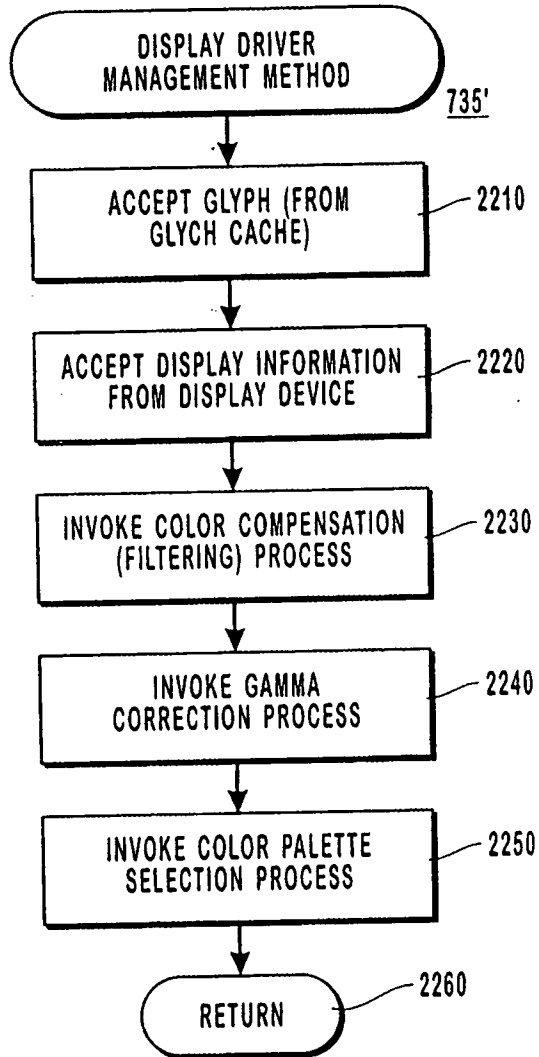 DISPLAY DRIVER
MANAGEMENT METHOD
735'
ACCEPT GLYPH (FROM
GLYCH CACHE)
2210
ACCEPT DISPLAY INFORMATION
FROM DISPLAY DEVICE
2220
INVOKE COLOR COMPENSATION
(FILTERING) PROCESS
2230
INVOKE GAMMA
CORRECTION PROCESS
2240
INVOKE COLOR PALETTE
SELECTION PROCESS
2250
RETURN
2260